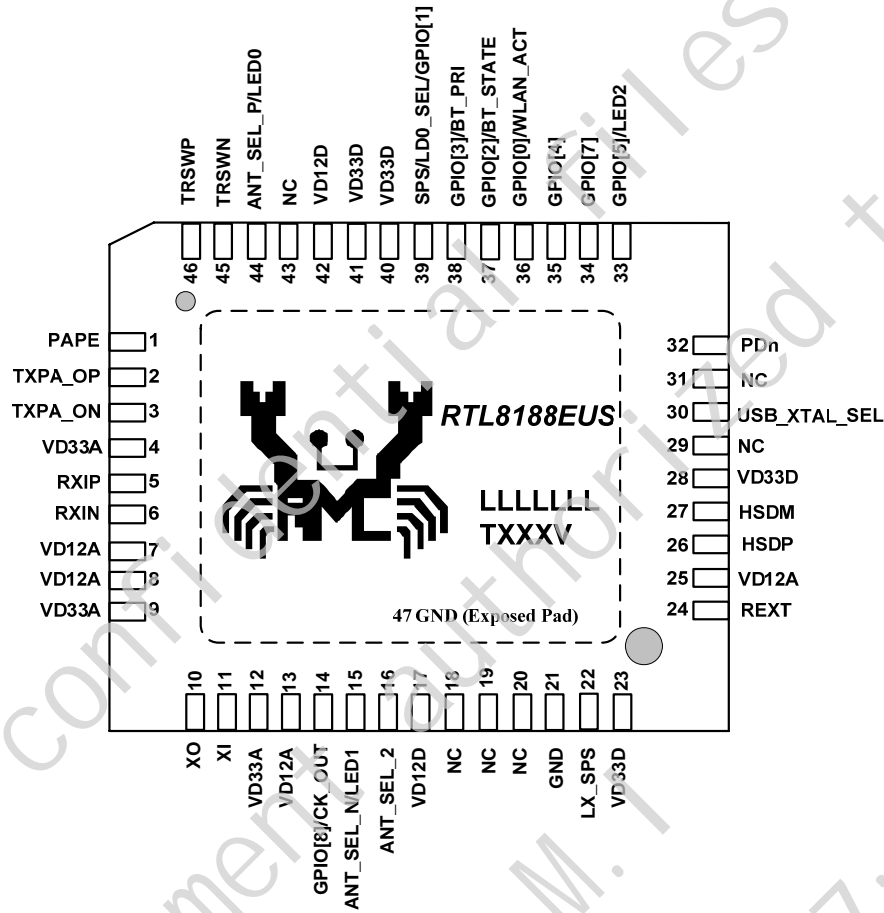 TRSWP
TRSWN
ANT_SEL_P/LED0
NC
VD12D
VD33D
VD33D
SPS/LD0_SEL/GPIO[1]
GPIO[3]/BT_PRI
GPIO[2]/BT_STATE
GPIO[0]/WLAN_ACT
GPIO[4]
GPIO[7]
GPIO[5]/LED2
46
45
44
43
42
41
40
39
38
37
36
35
34
33
PAPE 1
TXPA_OP 2
TXPA_ON 3
VD33A 4
RXIP 5
RXIN 6
VD12A 7
VD12A 8
VD33A 9
RTL8188EUS
LLLLLLL
TXXXV
47 GND (Exposed Pad)
32 PDn
31 NC
30 USB_XTAL_SEL
29 NC
28 VD33D
27 HSDM
26 HSDP
25 VD12A
24 REXT
10
11
12
13
14
15
16
17
18
19
20
21
22
23
XO
XI
VD33A
VD12A
GPIO[8]/CK_OUT
ANT_SEL_N/LED1
ANT_SEL_2
VD12D
NC
NC
NC
GND
LX_SPS
VD33D
confidential files
authorized t
ment
M.
7.